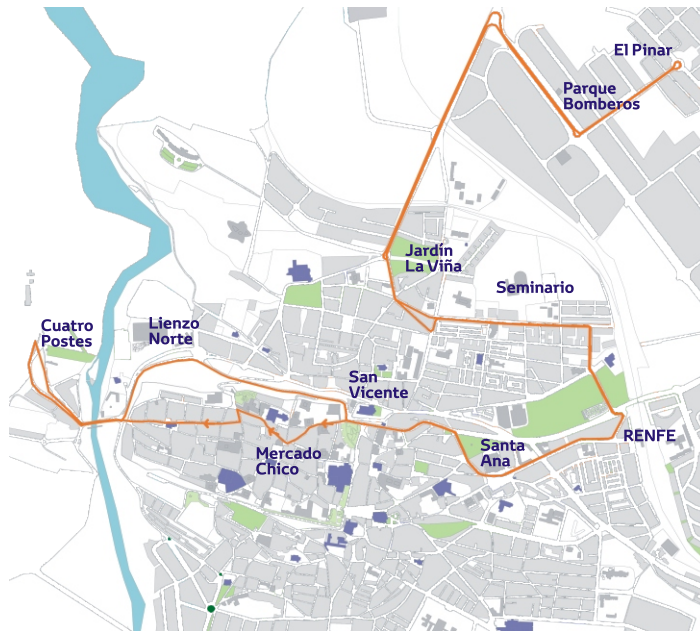 El Pinar
Parque
Bomberos
Jardín
La Viña
Seminario
Cuatro
Postes
Lienzo
Norte
San
Vicente
Mercado
Chico
Santa
Ana
RENFE